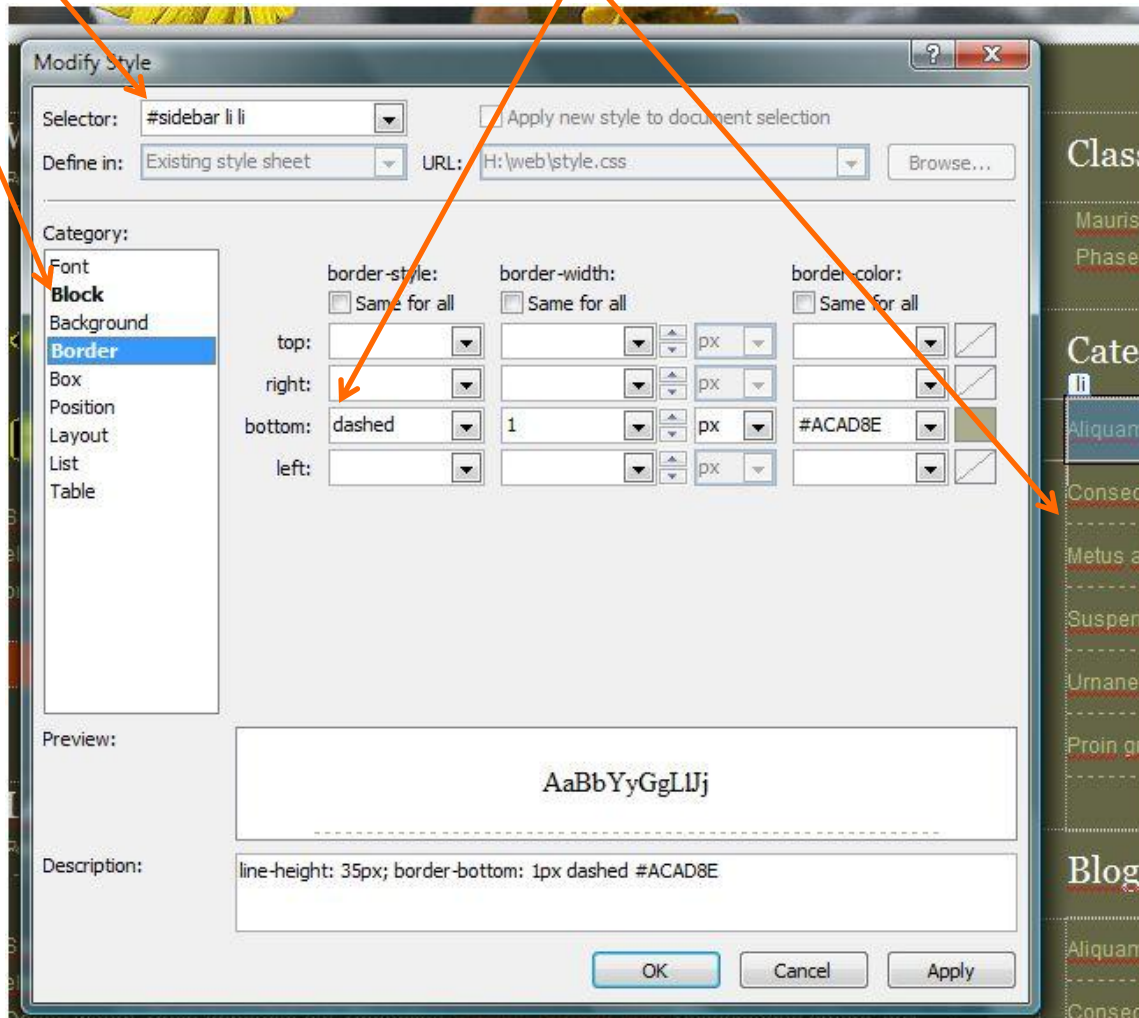 Modify Style
Selector: #sidebar li li Apply new style to document selection
Define in: Existing style sheet URL: H:\web\style.css Browse...
Category:
Font
Block
Background
Border
Box
Position
Layout
List
Table
border-style: border-width: border-color:
Same for all Same for all Same for all
top: px
right: px
bottom: dashed 1 px #ACAD8E
left: px
Preview:
AaBbYyGgLlJj
Description:
line-height: 35px; border-bottom: 1px dashed #ACAD8E
OK Cancel Apply
Clas
Mauris
Phase
Cate
li
Aliquam
Conseq
Metus a
Suspen
Urnane
Proin g
Blog
Aliquam
Conseq